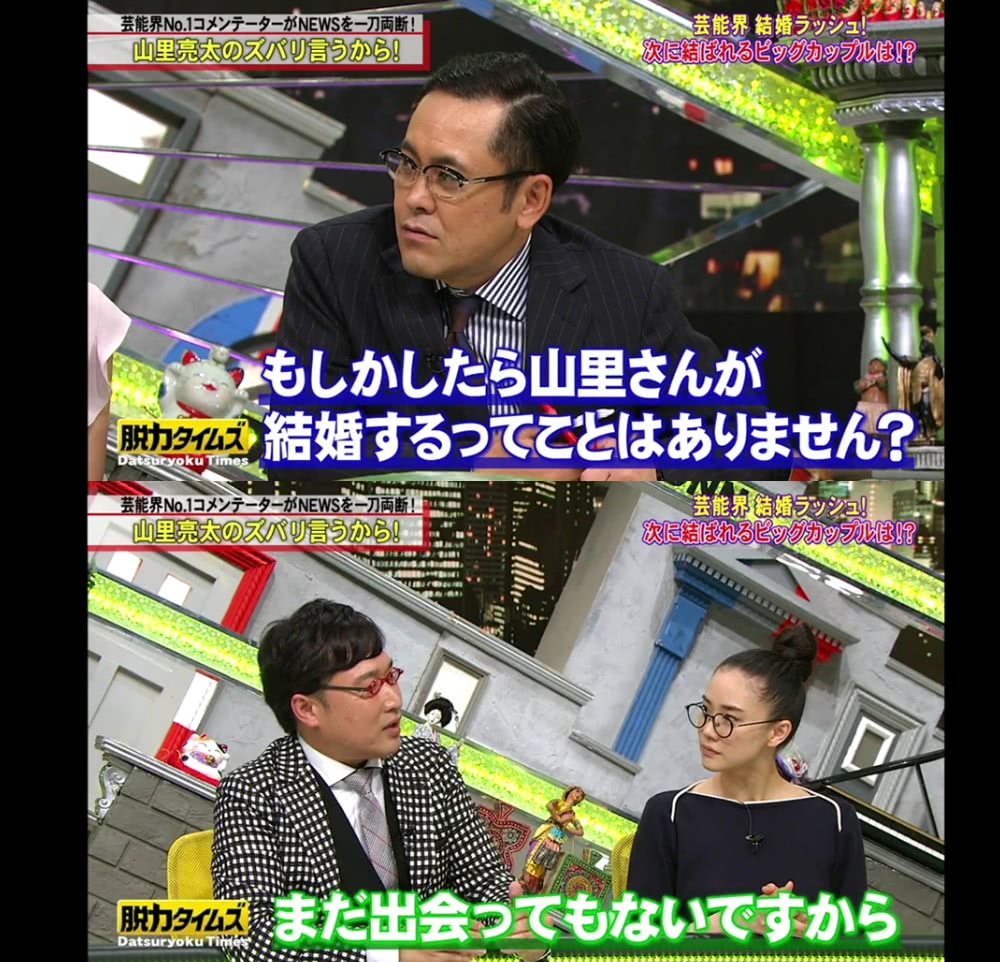 芸能界No.1コメンテーターがNEWSを一刀両断!
山里亮太のズバリ言うから!
芸能界 結婚ラッシュ!
次に結ばれるビッグカップルは!?
もしかしたら山里さんが
結婚するってことはありません?
脱力タイムズ
Datsuryoku Times
芸能界No.1コメンテーターがNEWSを一刀両断!
山里亮太のズバリ言うから!
芸能界 結婚ラッシュ!
次に結ばれるビッグカップルは!?
まだ出会ってもないですから
脱力タイムズ
Datsuryoku Times